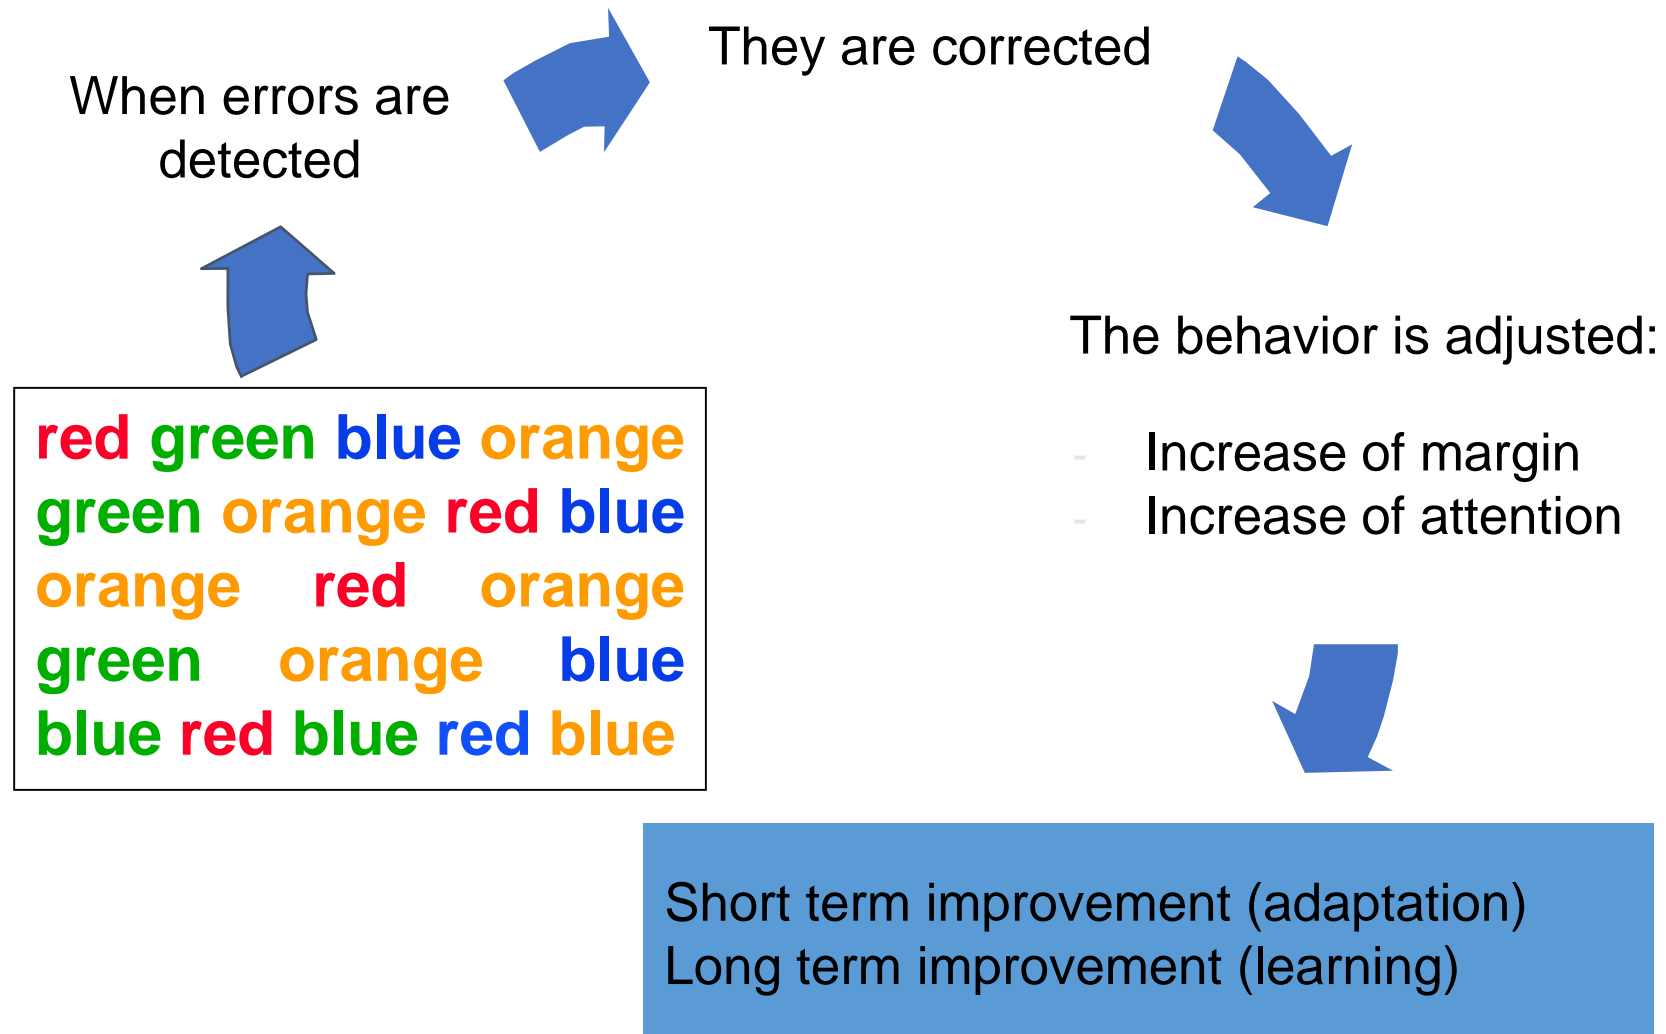 They are corrected
When errors are
detected
The behavior is adjusted:
- Increase of margin
- Increase of attention
red green blue orange
green orange red blue
orange red orange
green orange blue
blue red blue red blue
Short term improvement (adaptation)
Long term improvement (learning)